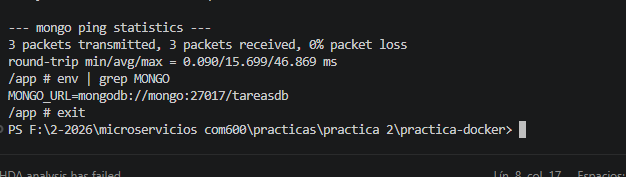 --- mongo ping statistics ---
3 packets transmitted, 3 packets received, 0% packet loss
round-trip min/avg/max = 0.090/15.699/46.869 ms
/app # env | grep MONGO
MONGO_URL=mongodb://mongo:27017/tareasdb
/app # exit
PS F:\2-2026\microservicios com600\practicas\practica 2\practica-docker>
HDA analysis has failed Lín. 8, col. 17 Espacios: